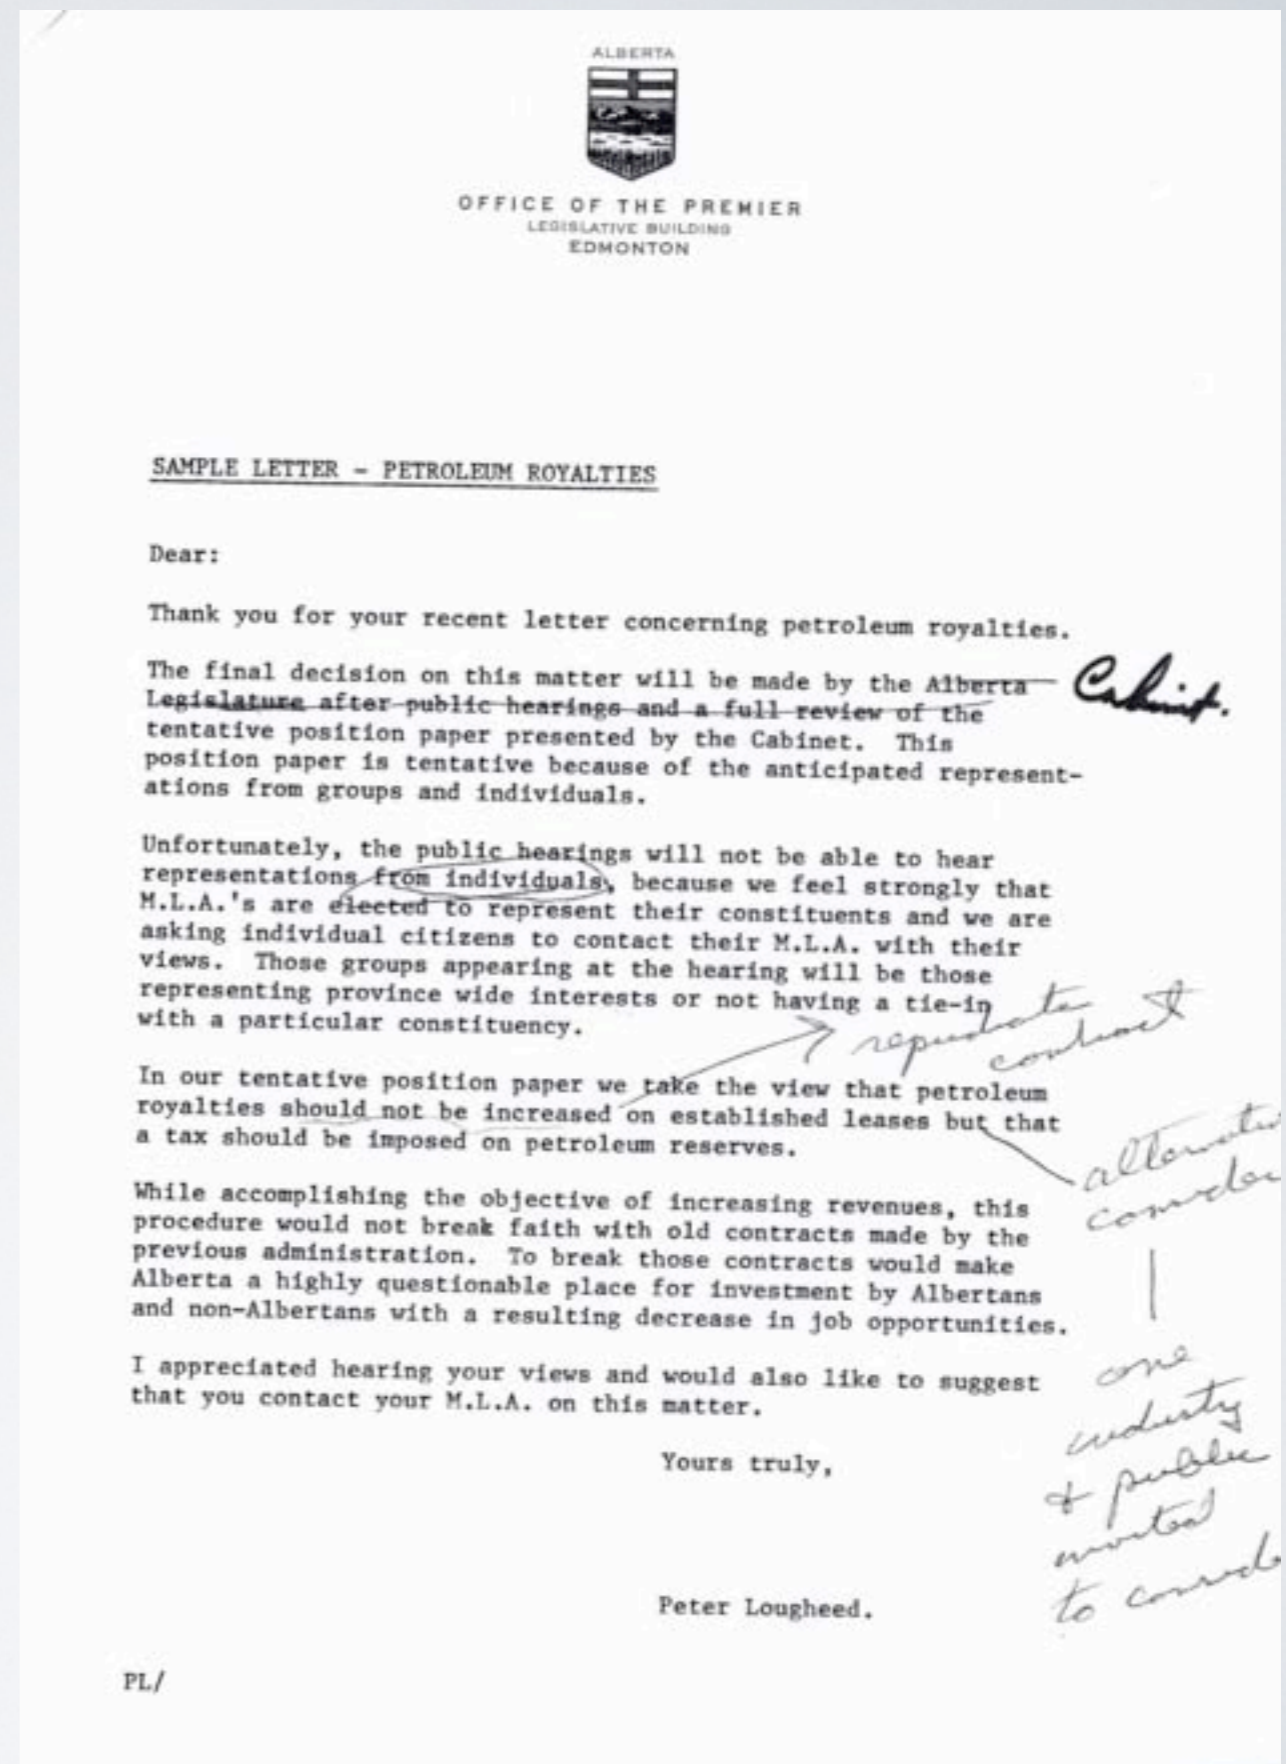 ALBERTA
OFFICE OF THE PREMIER
LEGISLATIVE BUILDING
EDMONTON
SAMPLE LETTER - PETROLEUM ROYALTIES
Dear:
Thank you for your recent letter concerning petroleum royalties.
The final decision on this matter will be made by the Alberta
Cabinet.
Legislature after public hearings and a full review of the
tentative position paper presented by the Cabinet. This
position paper is tentative because of the anticipated represent-
ations from groups and individuals.
Unfortunately, the public hearings will not be able to hear
representations from individuals, because we feel strongly that
M.L.A.'s are elected to represent their constituents and we are
asking individual citizens to contact their M.L.A. with their
views. Those groups appearing at the hearing will be those
representing province wide interests or not having a tie-in
with a particular constituency.
repudiate
contract
In our tentative position paper we take the view that petroleum
royalties should not be increased on established leases but that
a tax should be imposed on petroleum reserves.
While accomplishing the objective of increasing revenues, this
procedure would not break faith with old contracts made by the
previous administration. To break those contracts would make
Alberta a highly questionable place for investment by Albertans
and non-Albertans with a resulting decrease in job opportunities.
I appreciated hearing your views and would also like to suggest
that you contact your M.L.A. on this matter.
one
industry
& public
invited
to
Yours truly,
Peter Lougheed.
PL/